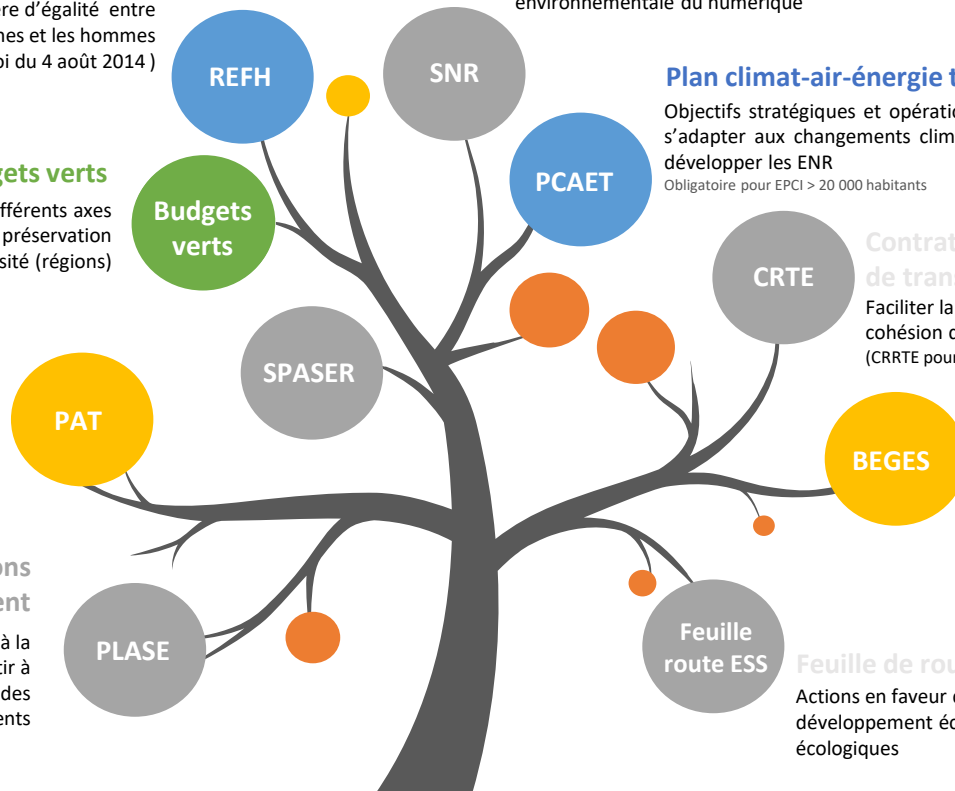 ère d'égalité entre
nes et les hommes
oi du 4 août 2014 )
environnementale du numérique
REFH
SNR
Plan climat-air-énergie t
Objectifs stratégiques et opératio
s'adapter aux changements clim
développer les ENR
Obligatoire pour EPCI > 20 000 habitants
PCAET
gets verts
fférents axes
préservation
sité (régions)
Budgets
verts
CRTE
Contrat
de trans
Faciliter la
cohésion d
(CRRTE pour
SPASER
PAT
BEGES
ons
ent
à la
tir à
des
ents
PLASE
Feuille
route ESS
Feuille de rou
Actions en faveur d
développement éc
écologiques